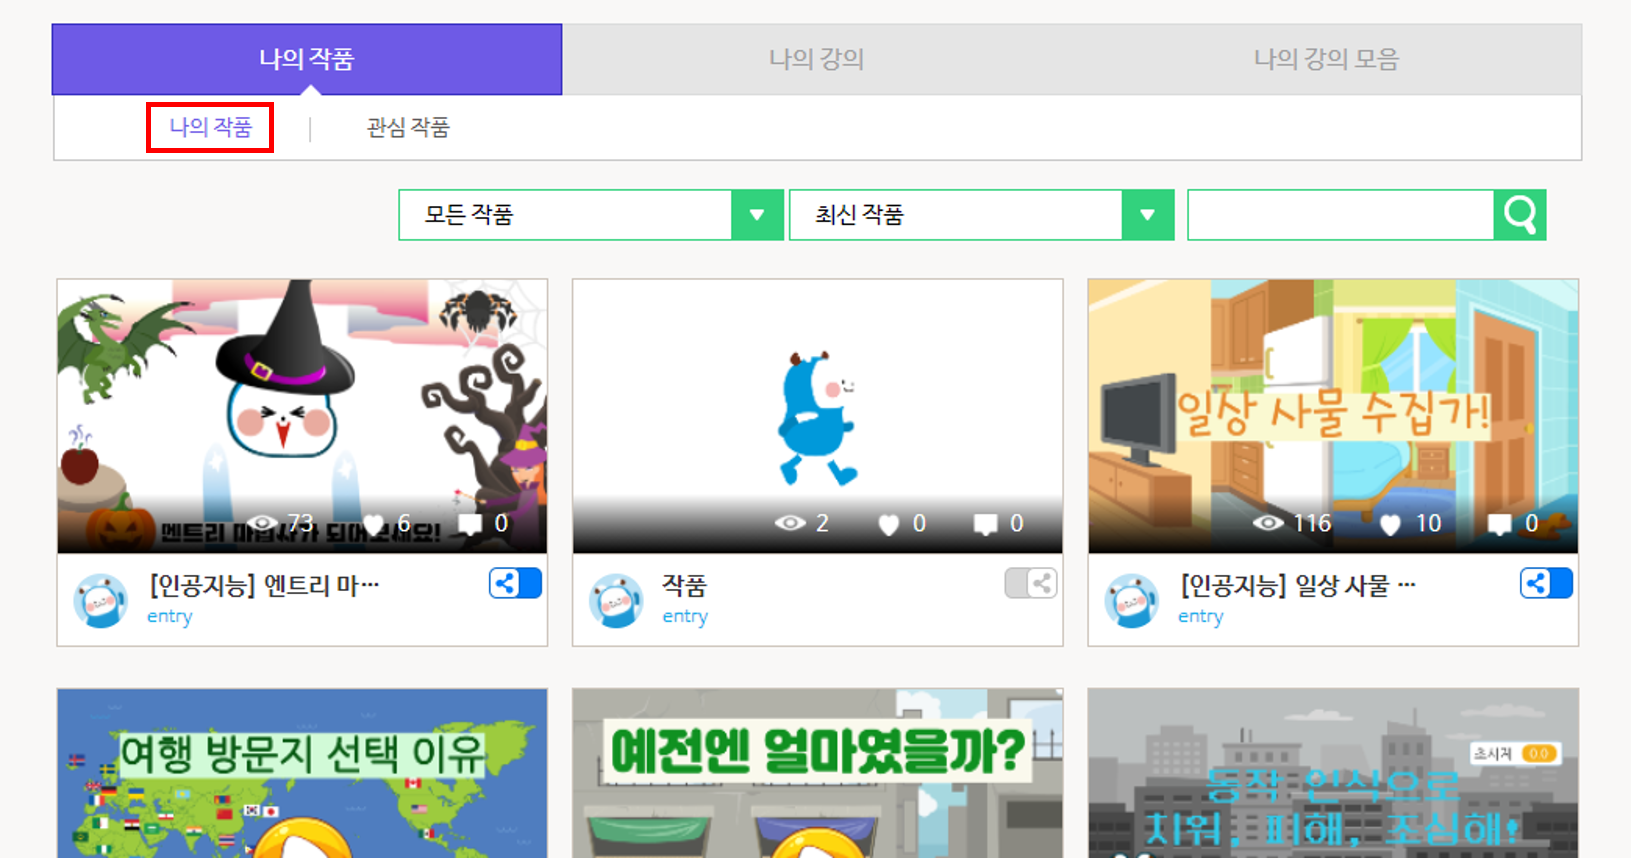 나의 작품
나의 강의
나의 강의 모음
나의 작품
관심 작품
모든 작품
최신 작품
일상 사물 수집가!
엔트리 마법사가 되어보세요!
73
6
0
2
0
0
116
10
0
[인공지능] 엔트리 마···
entry
작품
entry
[인공지능] 일상 사물 ···
entry
여행 방문지 선택 이유
예전엔 얼마였을까?
초시계 0.0
동작 인식으로
치워, 피해, 조심해!